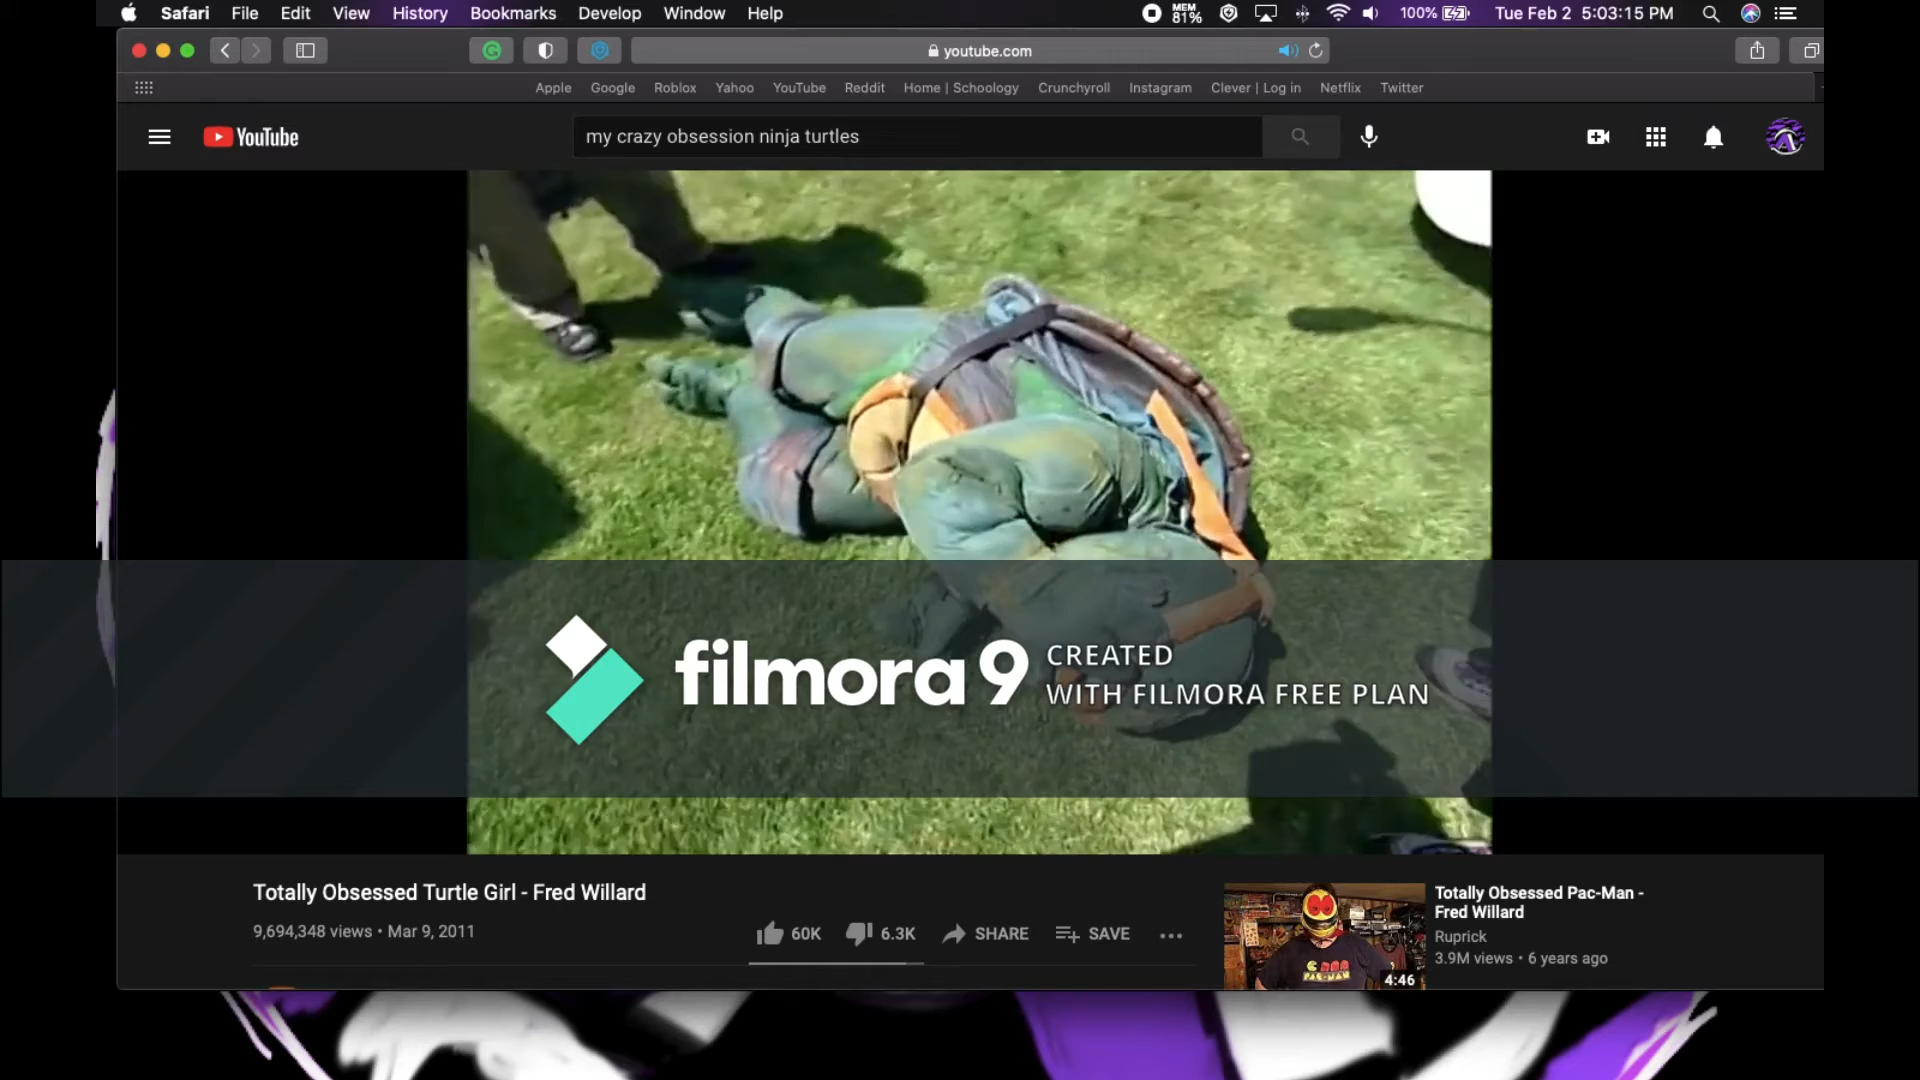 Safari File Edit View History Bookmarks Develop Window Help MEM 81% 100% Tue Feb 2 5:03:15 PM
youtube.com
Apple Google Roblox Yahoo YouTube Reddit Home | Schoology Crunchyroll Instagram Clever | Log in Netflix Twitter
YouTube my crazy obsession ninja turtles
filmora9 CREATED
WITH FILMORA FREE PLAN
Totally Obsessed Turtle Girl - Fred Willard
9,694,348 views • Mar 9, 2011
60K 6.3K SHARE SAVE
Totally Obsessed Pac-Man -
Fred Willard
Ruprick
3.9M views • 6 years ago
4:46